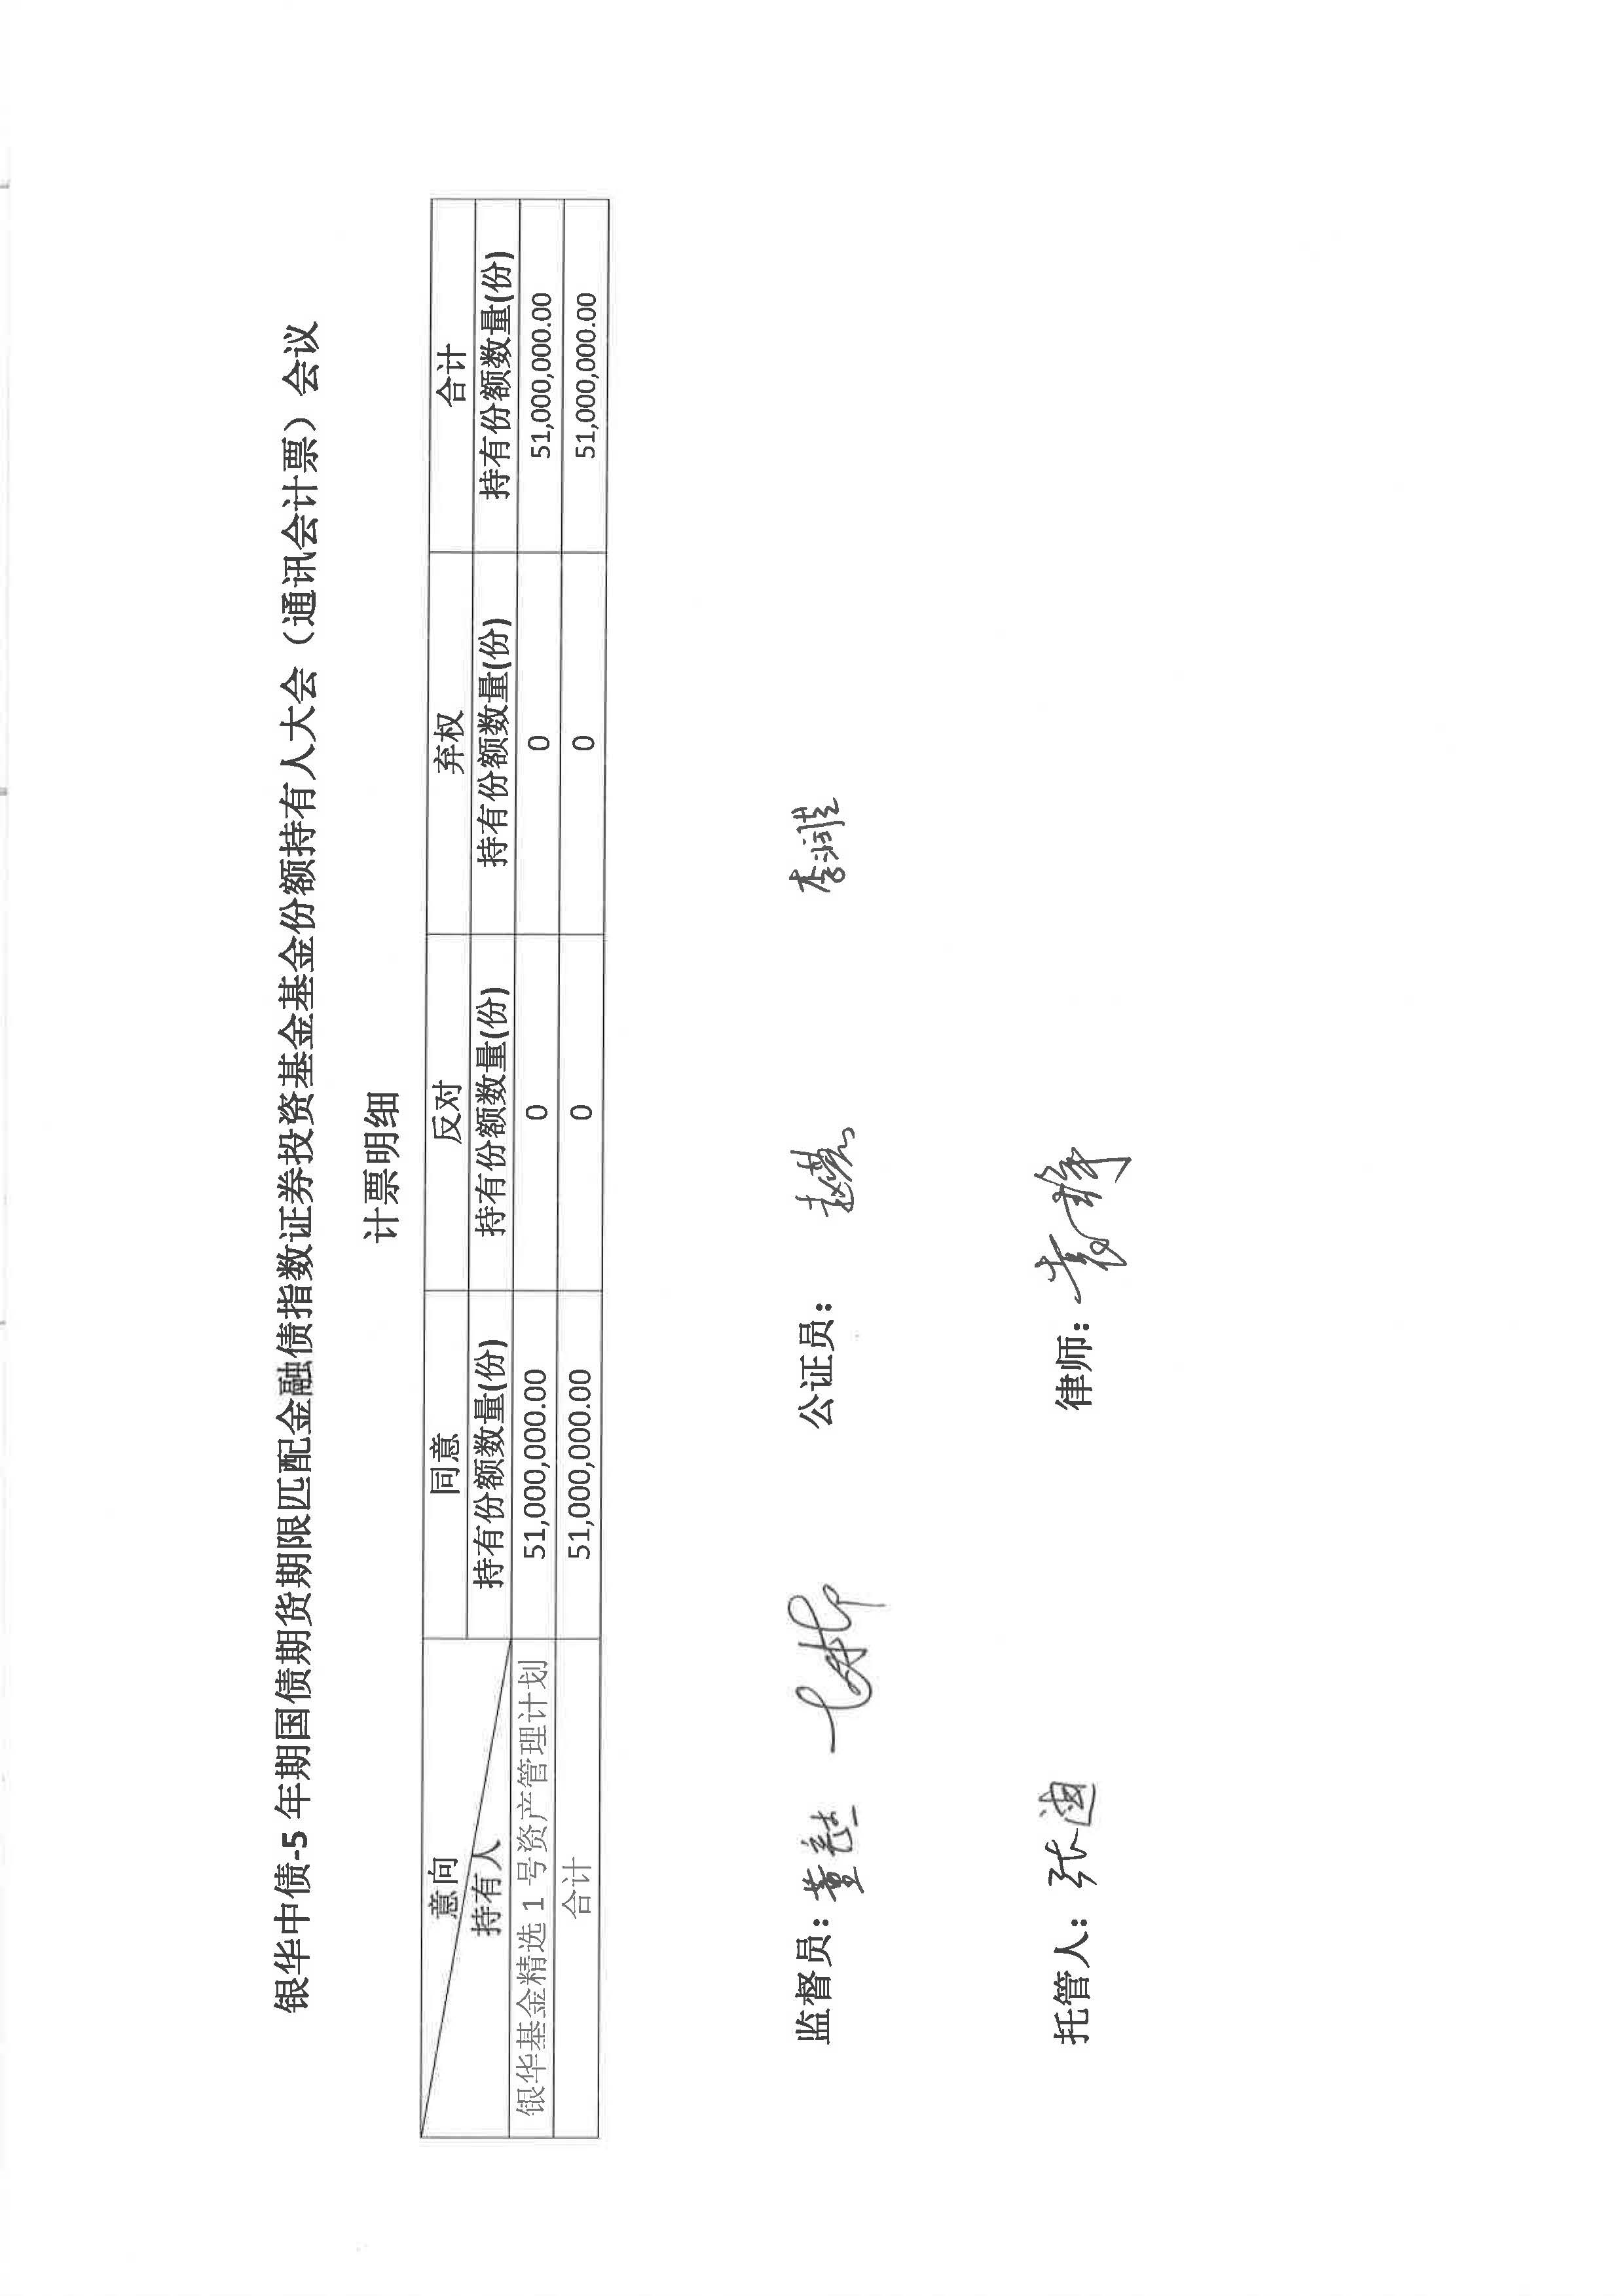 银华中债-5 年期国债期货期限匹配金融债指数证券投资基金基金份额持有人大会（通讯会计票）会议
计票明细
意向 同意 反对 弃权 合计
持有人 持有份额数量(份) 持有份额数量(份) 持有份额数量(份) 持有份额数量(份)
银华基金精选 1 号资产管理计划 51,000,000.00 0 0 51,000,000.00
合计 51,000,000.00 0 0 51,000,000.00
监督员： 公证员：
托管人： 律师：